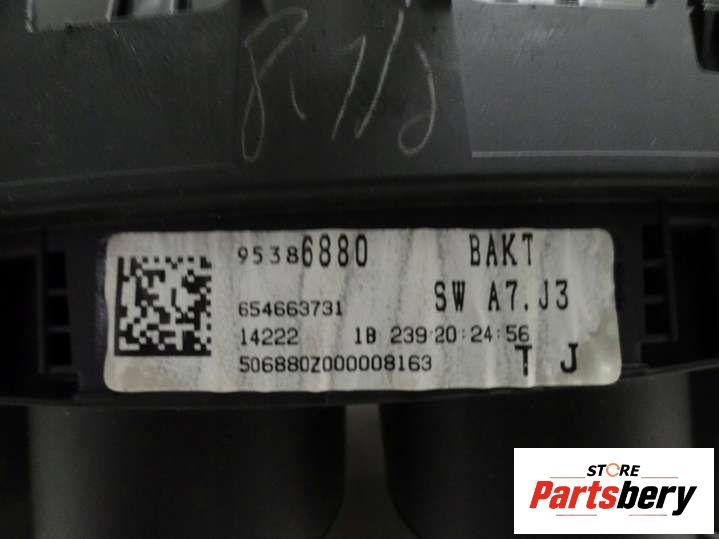 95386880 BAKT
654663731 SW A7.J3
14222 1B 239 20:24:56
506880Z000008163 T J
STORE
Partsbery